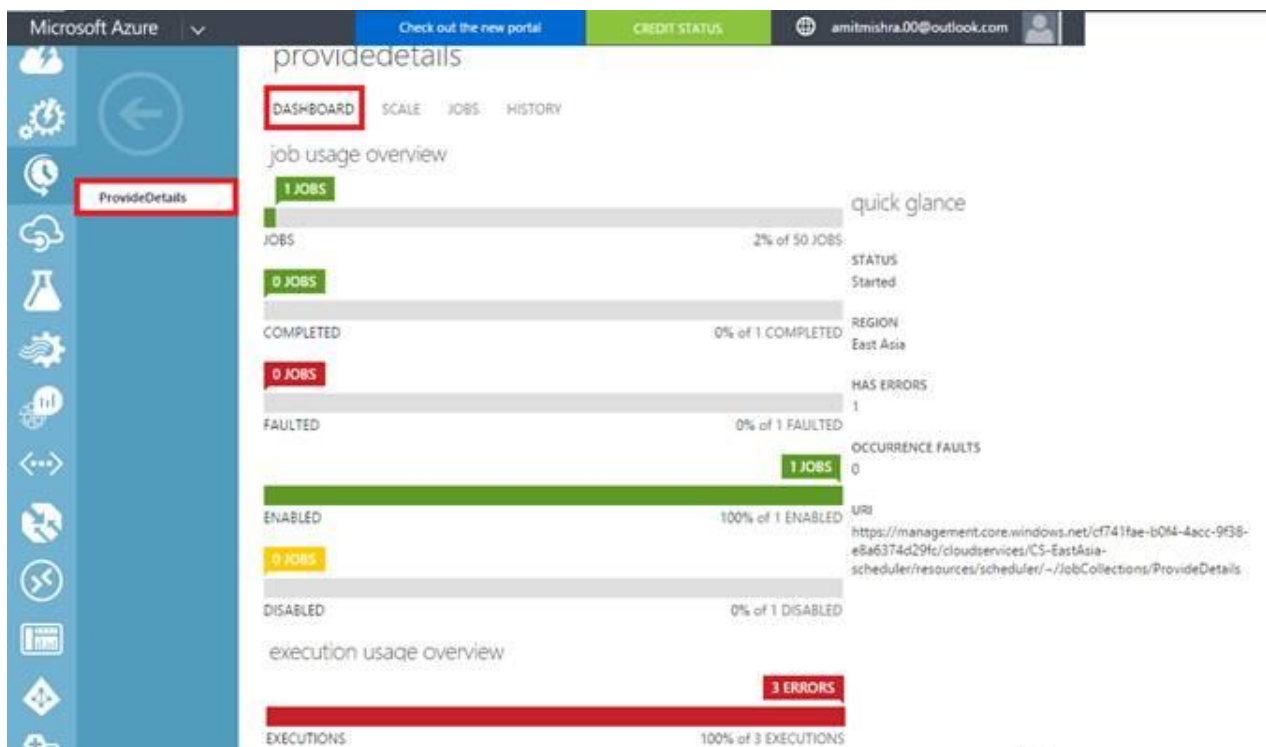 Microsoft Azure
Check out the new portal
CREDIT STATUS
amitmishra.00@outlook.com
providedetails
DASHBOARD SCALE JOBS HISTORY
ProvideDetails
job usage overview
1 JOBS
JOBS 2% of 50 JOBS
0 JOBS
COMPLETED 0% of 1 COMPLETED
0 JOBS
FAULTED 0% of 1 FAULTED
1 JOBS
ENABLED 100% of 1 ENABLED
0 JOBS
DISABLED 0% of 1 DISABLED
execution usage overview
3 ERRORS
EXECUTIONS 100% of 3 EXECUTIONS
quick glance
STATUS
Started
REGION
East Asia
HAS ERRORS
1
OCCURRENCE FAULTS
0
URI
https://management.core.windows.net/cf741fae-b0f4-4acc-9f38-
e8a6374d29fc/cloudservices/CS-EastAsia-
scheduler/resources/scheduler/~/JobCollections/ProvideDetails